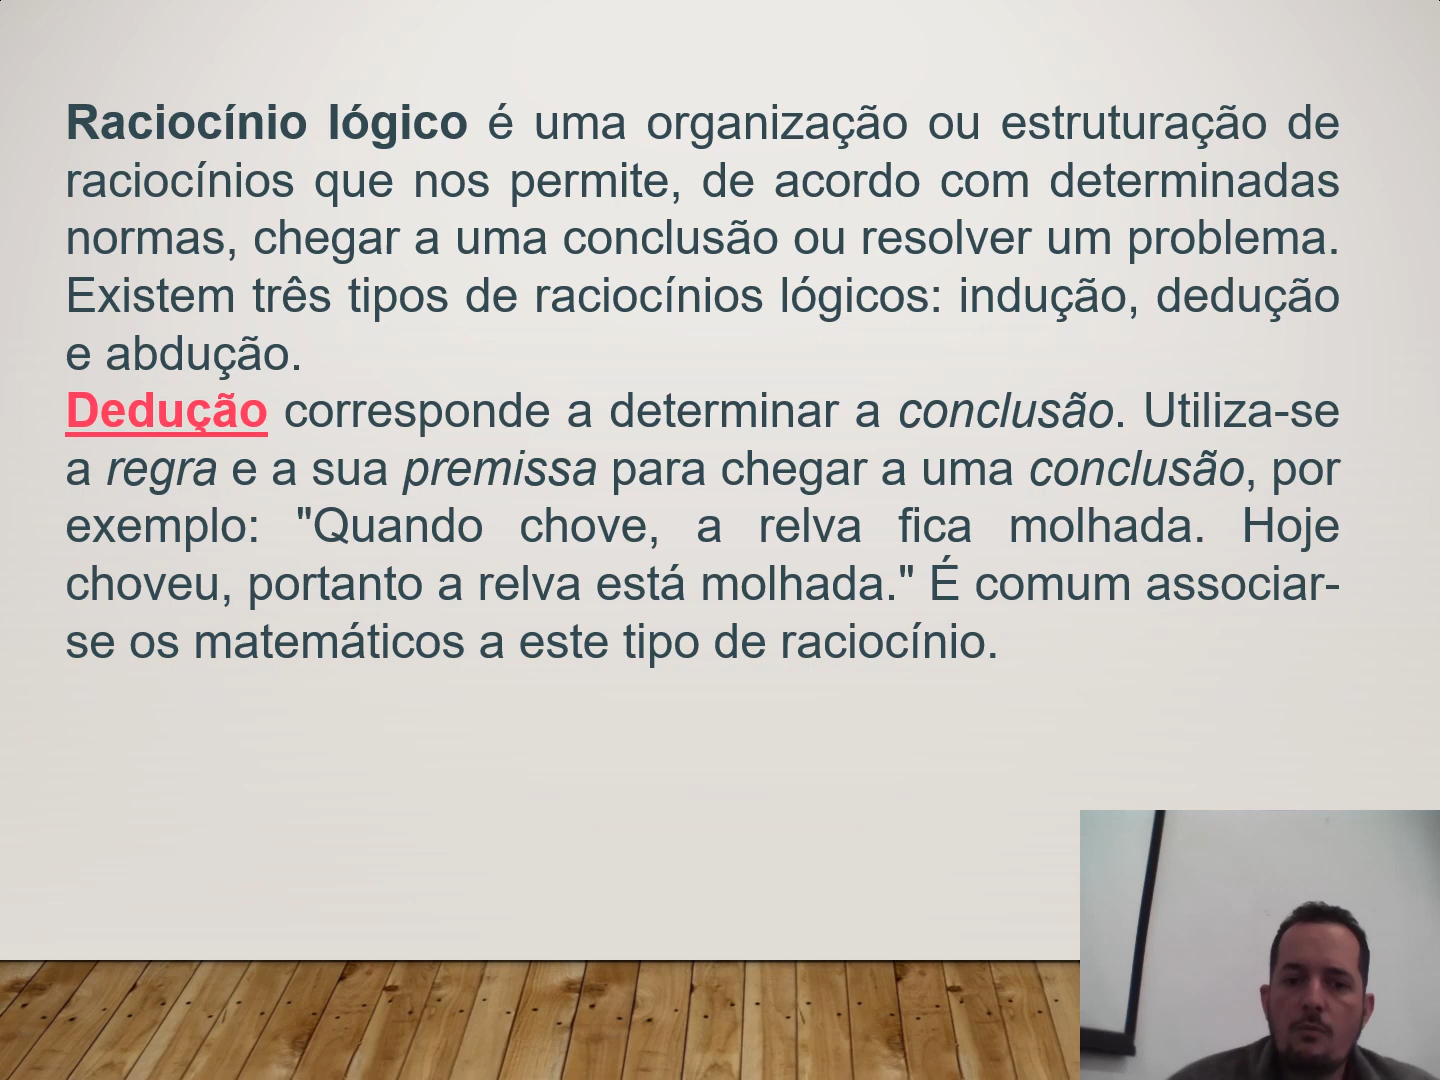 Raciocínio lógico é uma organização ou estruturação de
raciocínios que nos permite, de acordo com determinadas
normas, chegar a uma conclusão ou resolver um problema.
Existem três tipos de raciocínios lógicos: indução, dedução
e abdução.
Dedução corresponde a determinar a conclusão. Utiliza-se
a regra e a sua premissa para chegar a uma conclusão, por
exemplo: "Quando chove, a relva fica molhada. Hoje
choveu, portanto a relva está molhada." É comum associar-
se os matemáticos a este tipo de raciocínio.